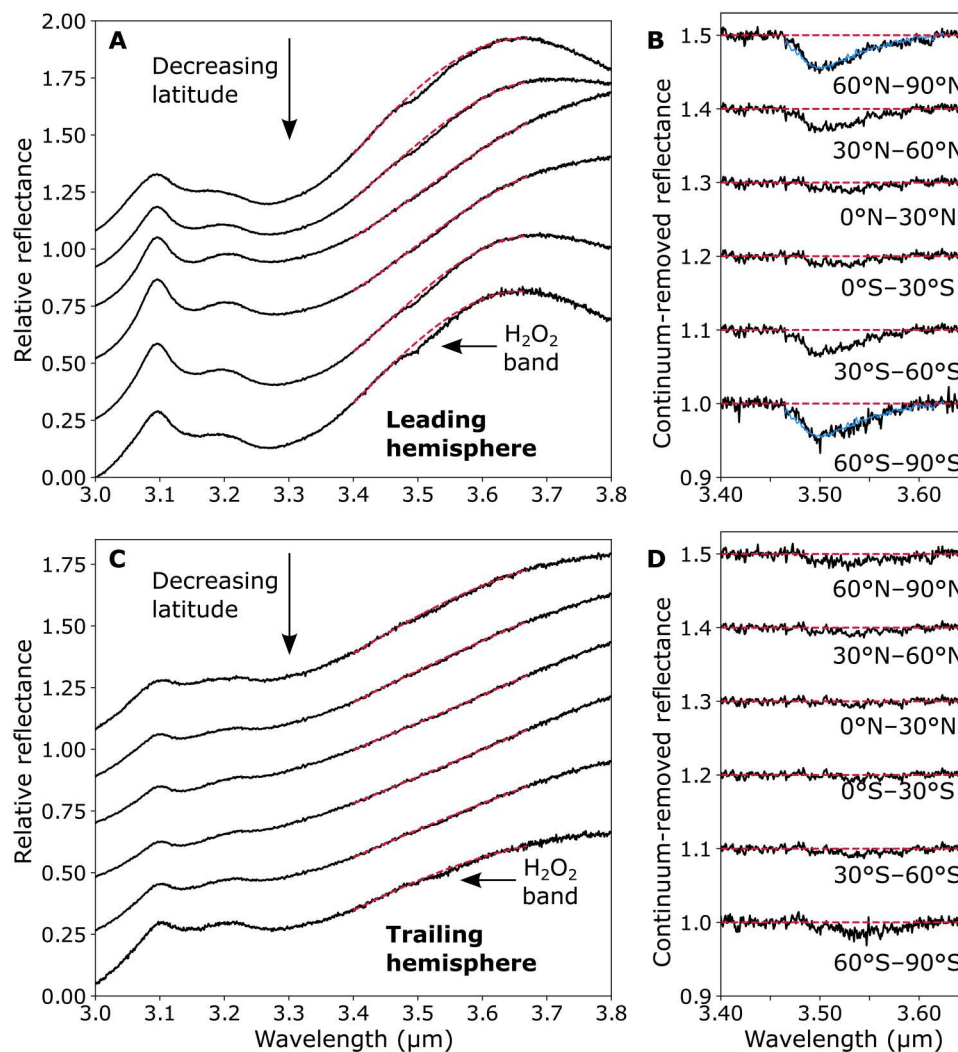 A
Decreasing
latitude
H₂O₂
band
Leading
hemisphere
Relative reflectance
2.00
1.75
1.50
1.25
1.00
0.75
0.50
0.25
0.00
3.0 3.1 3.2 3.3 3.4 3.5 3.6 3.7 3.8
B
Continuum-removed reflectance
1.5
1.4
1.3
1.2
1.1
1.0
0.9
60°N–90°N
30°N–60°N
0°N–30°N
0°S–30°S
30°S–60°S
60°S–90°S
3.40 3.50 3.60
C
Decreasing
latitude
H₂O₂
band
Trailing
hemisphere
Relative reflectance
1.75
1.50
1.25
1.00
0.75
0.50
0.25
0.00
3.0 3.1 3.2 3.3 3.4 3.5 3.6 3.7 3.8
Wavelength (μm)
D
Continuum-removed reflectance
1.5
1.4
1.3
1.2
1.1
1.0
0.9
60°N–90°N
30°N–60°N
0°N–30°N
0°S–30°S
30°S–60°S
60°S–90°S
3.40 3.50 3.60
Wavelength (μm)